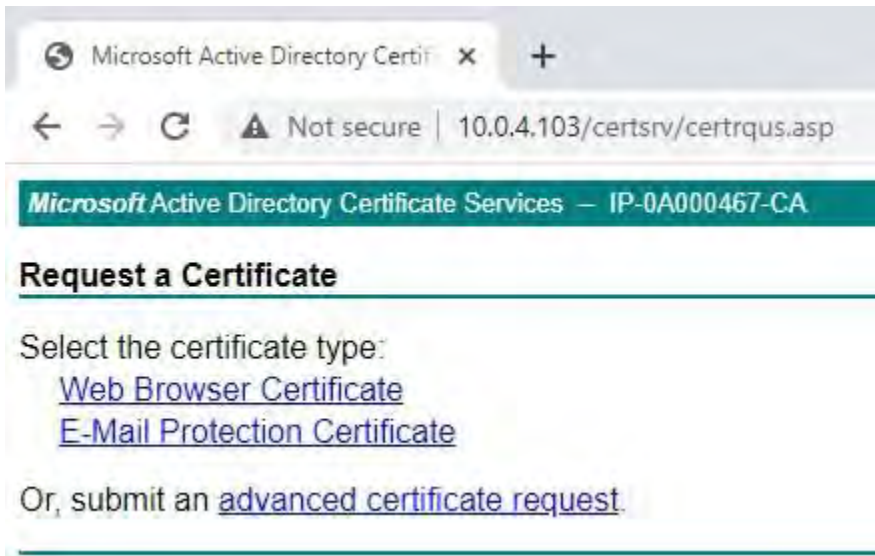 Microsoft Active Directory Certif
Not secure | 10.0.4.103/certsrv/certrqus.asp
Microsoft Active Directory Certificate Services – IP-0A000467-CA
Request a Certificate
Select the certificate type:
Web Browser Certificate
E-Mail Protection Certificate
Or, submit an advanced certificate request.